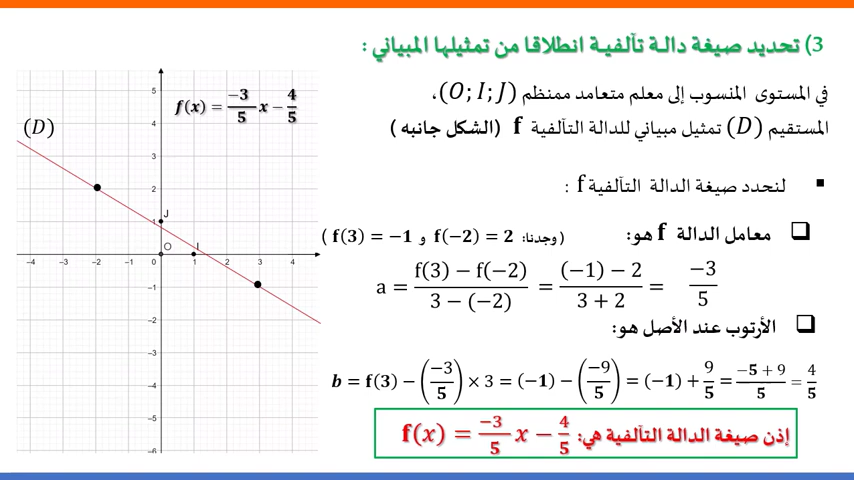 3) تحديد صيغة دالة تآلفية انطلاقا من تمثيلها المبياني :
في المستوى المنسوب إلى معلم متعامد ممنظم (O; I; J)،
المستقيم (D) تمثيل مبياني للدالة التآلفية f (الشكل جانبه )
▪ لنحدد صيغة الدالة التآلفية f :
❑ معامل الدالة f هو: ( وجدنا: f(−2) = 2 و f(3) = −1 )
a = (f(3) − f(−2))/(3 − (−2)) = ((−1) − 2)/(3 + 2) = −3/5
❑ الأرتوب عند الأصل هو:
b = f(3) − (−3/5) × 3 = (−1) − (−9/5) = (−1) + 9/5 = (−5 + 9)/5 = 4/5
إذن صيغة الدالة التآلفية هي: f(x) = −3/5 x − 4/5
f(x) = −3/5 x − 4/5
(D)
5
4
3
2
1
J
O
I
−4 −3 −2 −1 0 1 2 3 4
−1
−2
−3
−4
−5
−6